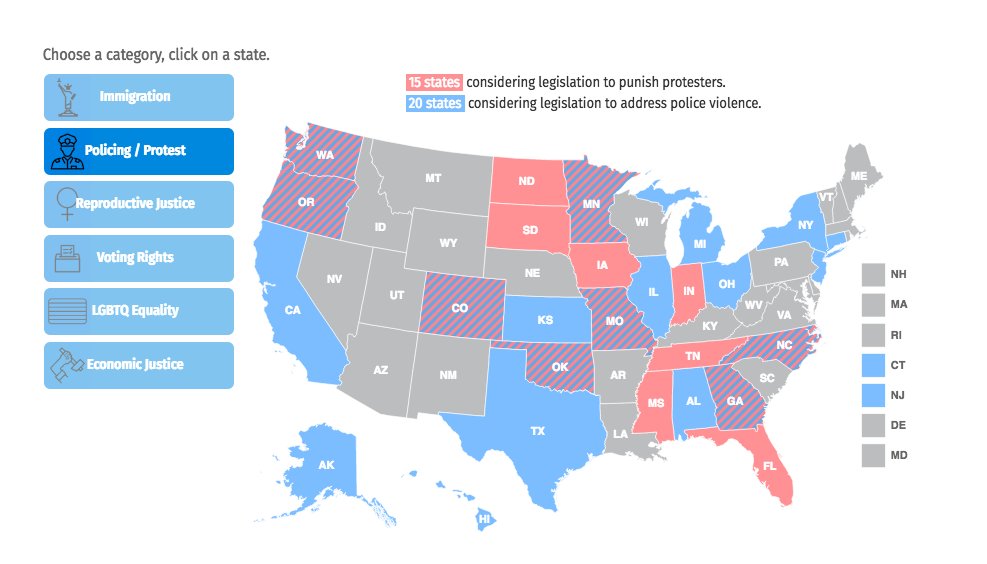 Choose a category, click on a state.
Immigration
Policing / Protest
Reproductive Justice
Voting Rights
LGBTQ Equality
Economic Justice
15 states considering legislation to punish protesters.
20 states considering legislation to address police violence.
WA
OR
CA
NV
ID
MT
WY
UT
AZ
CO
NM
ND
SD
NE
KS
OK
TX
MN
IA
MO
AR
LA
WI
IL
MI
IN
OH
KY
TN
MS
AL
GA
FL
SC
NC
VA
WV
PA
NY
VT
ME
AK
HI
NH
MA
RI
CT
NJ
DE
MD